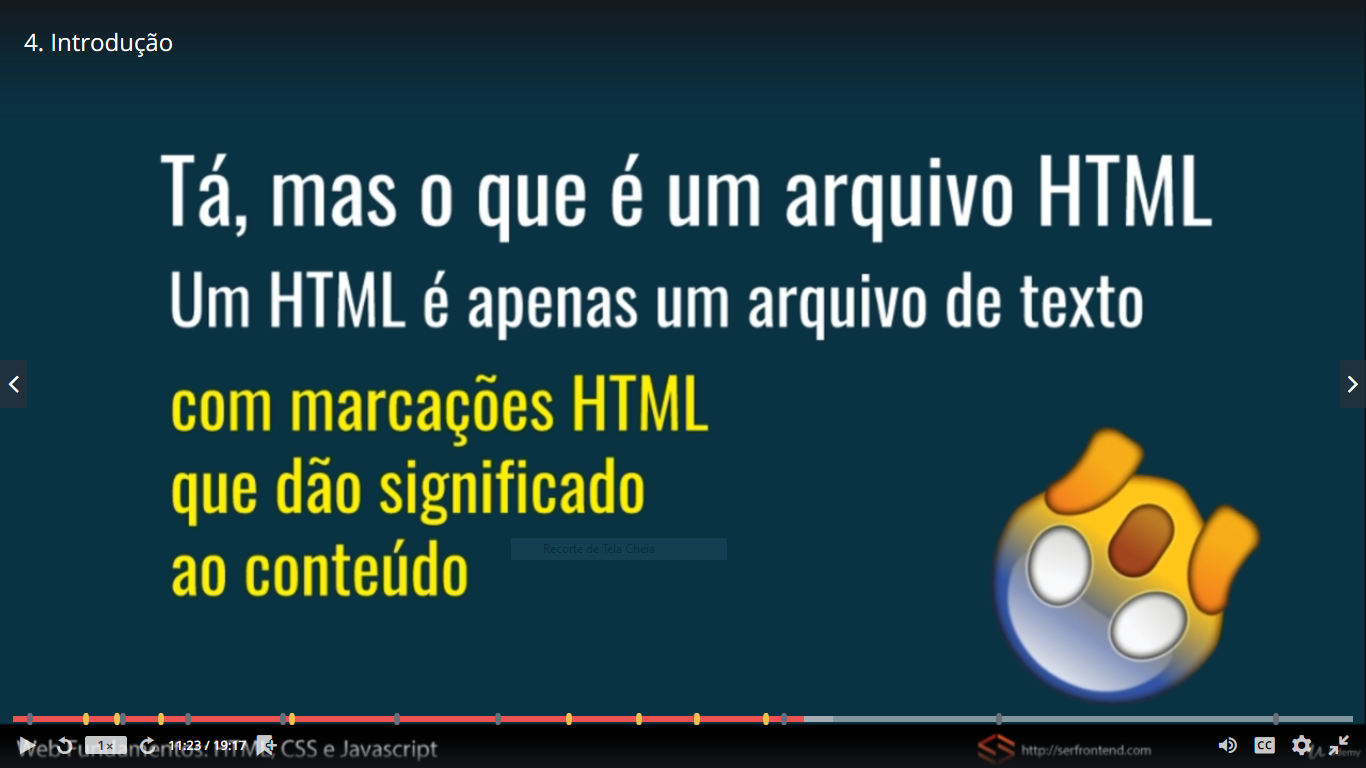 4. Introdução
Tá, mas o que é um arquivo HTML
Um HTML é apenas um arquivo de texto
com marcações HTML
que dão significado
ao conteúdo
Recorte de Tela Cheia
1x
11:23 / 19:17
CC
Web Fundamentos: HTML, CSS e Javascript
http://serfrontend.com